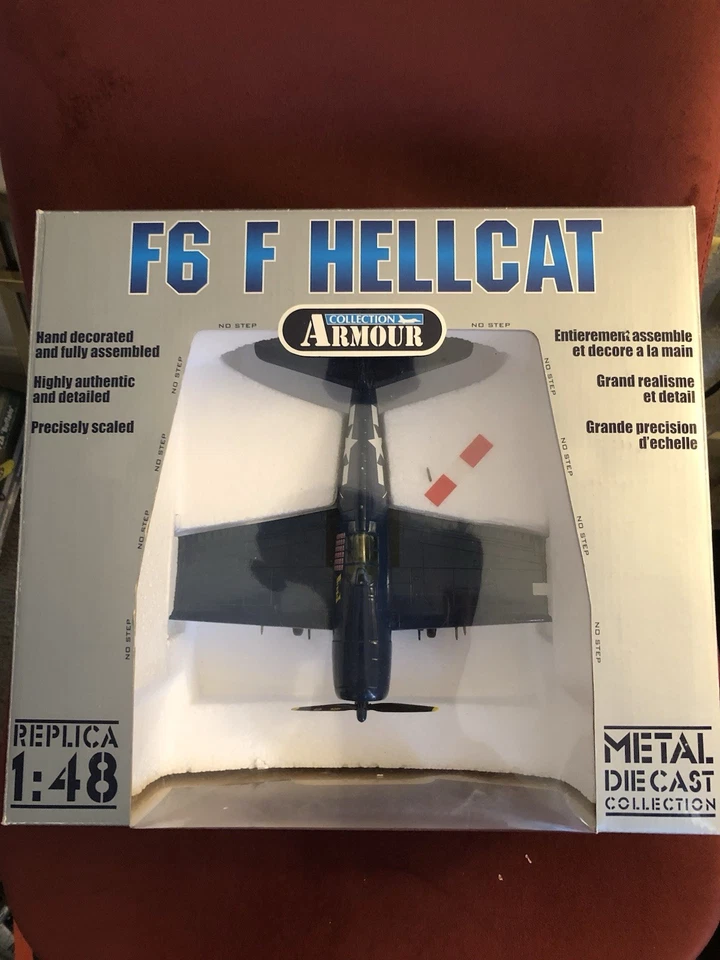 F6 F HELLCAT
COLLECTION
ARMOUR
NO STEP
NO STEP
Hand decorated
and fully assembled
Highly authentic
and detailed
Precisely scaled
Entierement assemble
et decore a la main
Grand realisme
et detail
Grande precision
d'echelle
NO STEP
NO STEP
NO STEP
NO STEP
NO STEP
NO STEP
NO STEP
NO STEP
REPLICA
1:48
METAL
DIE CAST
COLLECTION